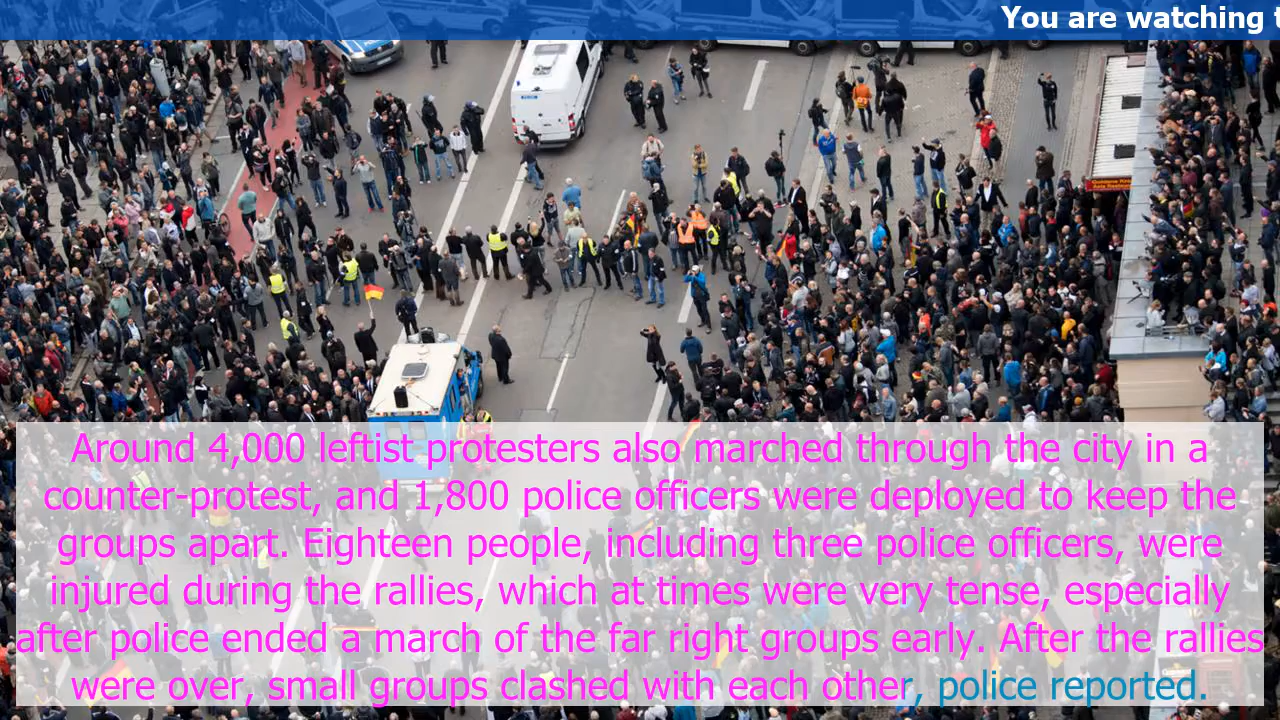 You are watching t
Around 4,000 leftist protesters also marched through the city in a
counter-protest, and 1,800 police officers were deployed to keep the
groups apart. Eighteen people, including three police officers, were
injured during the rallies, which at times were very tense, especially
after police ended a march of the far right groups early. After the rallies
were over, small groups clashed with each other, police reported.